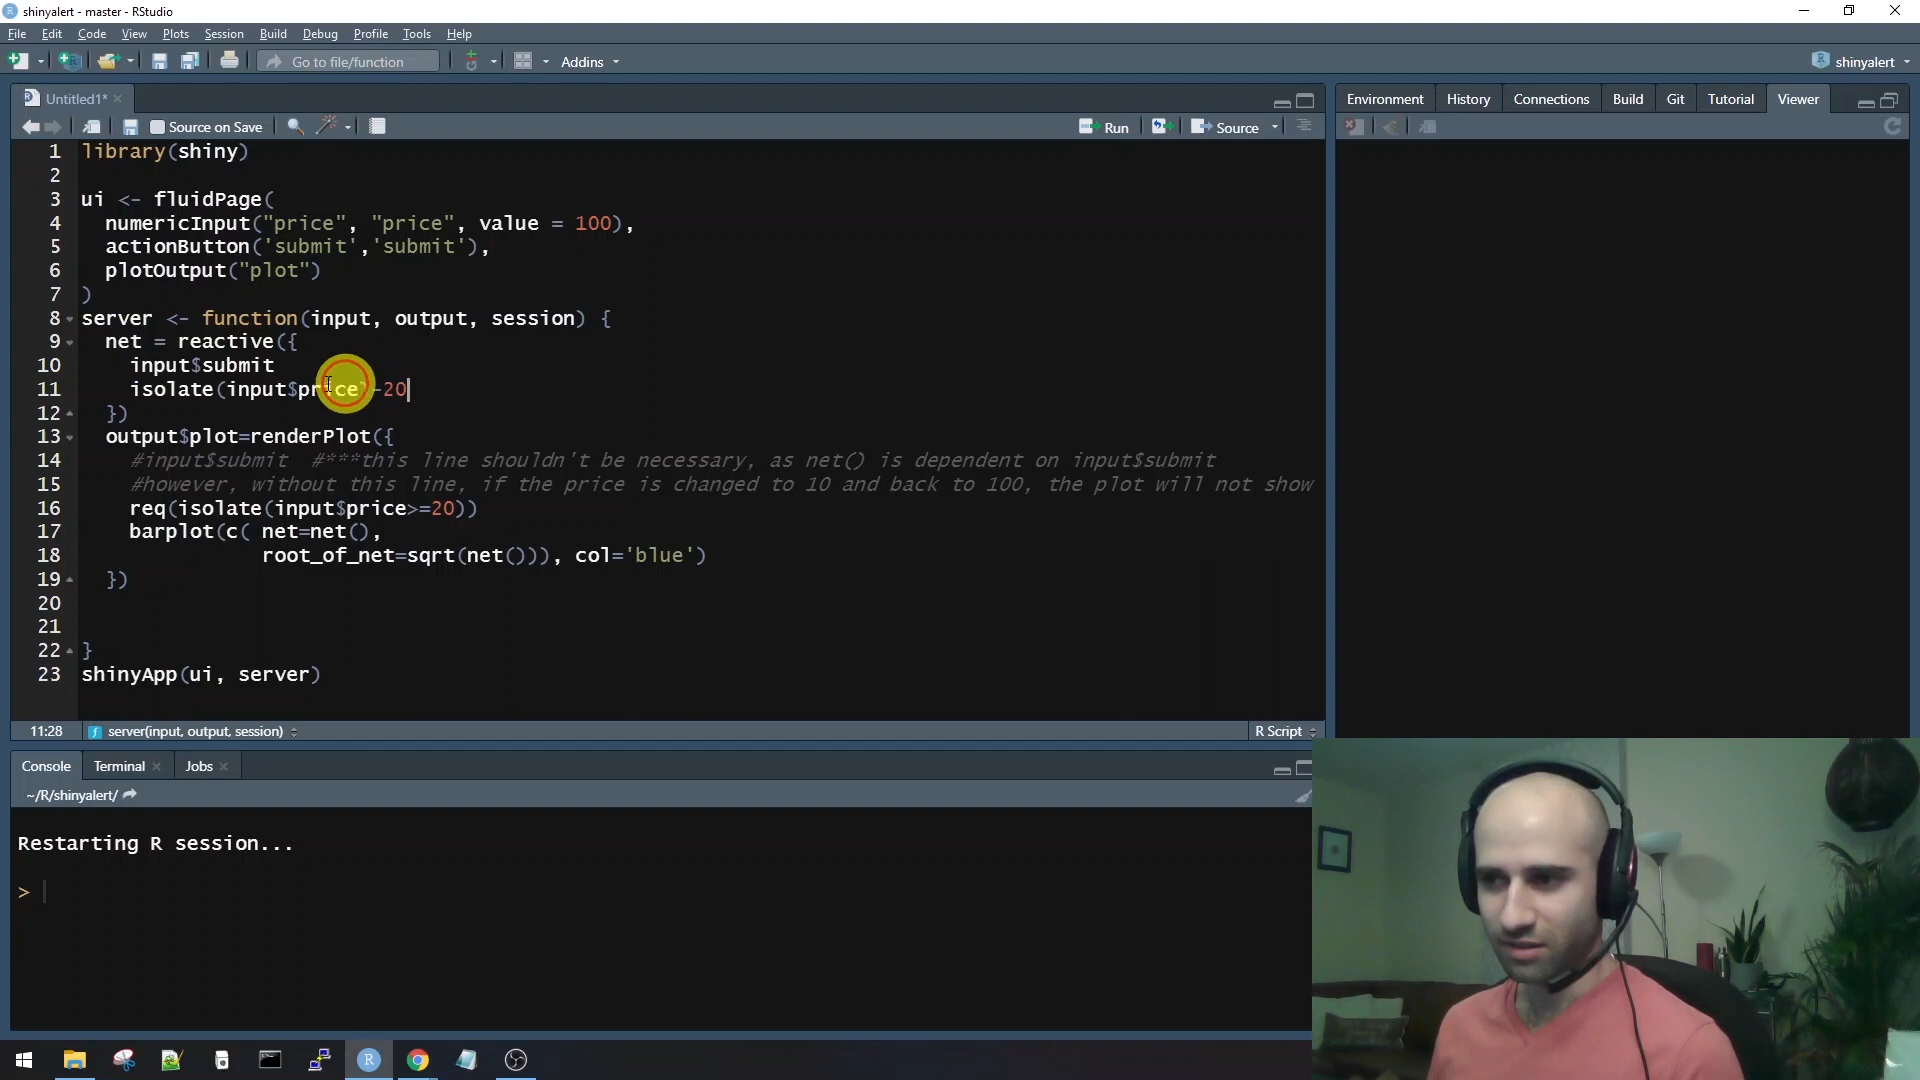 shinyalert - master - RStudio
File Edit Code View Plots Session Build Debug Profile Tools Help
Go to file/function Addins shinyalert
Untitled1*
Source on Save Run Source
1 library(shiny)
2
3 ui <- fluidPage(
4 numericInput("price", "price", value = 100),
5 actionButton('submit','submit'),
6 plotOutput("plot")
7 )
8 server <- function(input, output, session) {
9 net = reactive({
10 input$submit
11 isolate(input$price)-20
12 })
13 output$plot=renderPlot({
14 #input$submit #***this line shouldn't be necessary, as net() is dependent on input$submit
15 #however, without this line, if the price is changed to 10 and back to 100, the plot will not show
16 req(isolate(input$price>=20))
17 barplot(c( net=net(),
18 root_of_net=sqrt(net())), col='blue')
19 })
20
21
22 }
23 shinyApp(ui, server)
11:28 server(input, output, session) R Script
Console Terminal Jobs
~/R/shinyalert/
Restarting R session...
>
Environment History Connections Build Git Tutorial Viewer